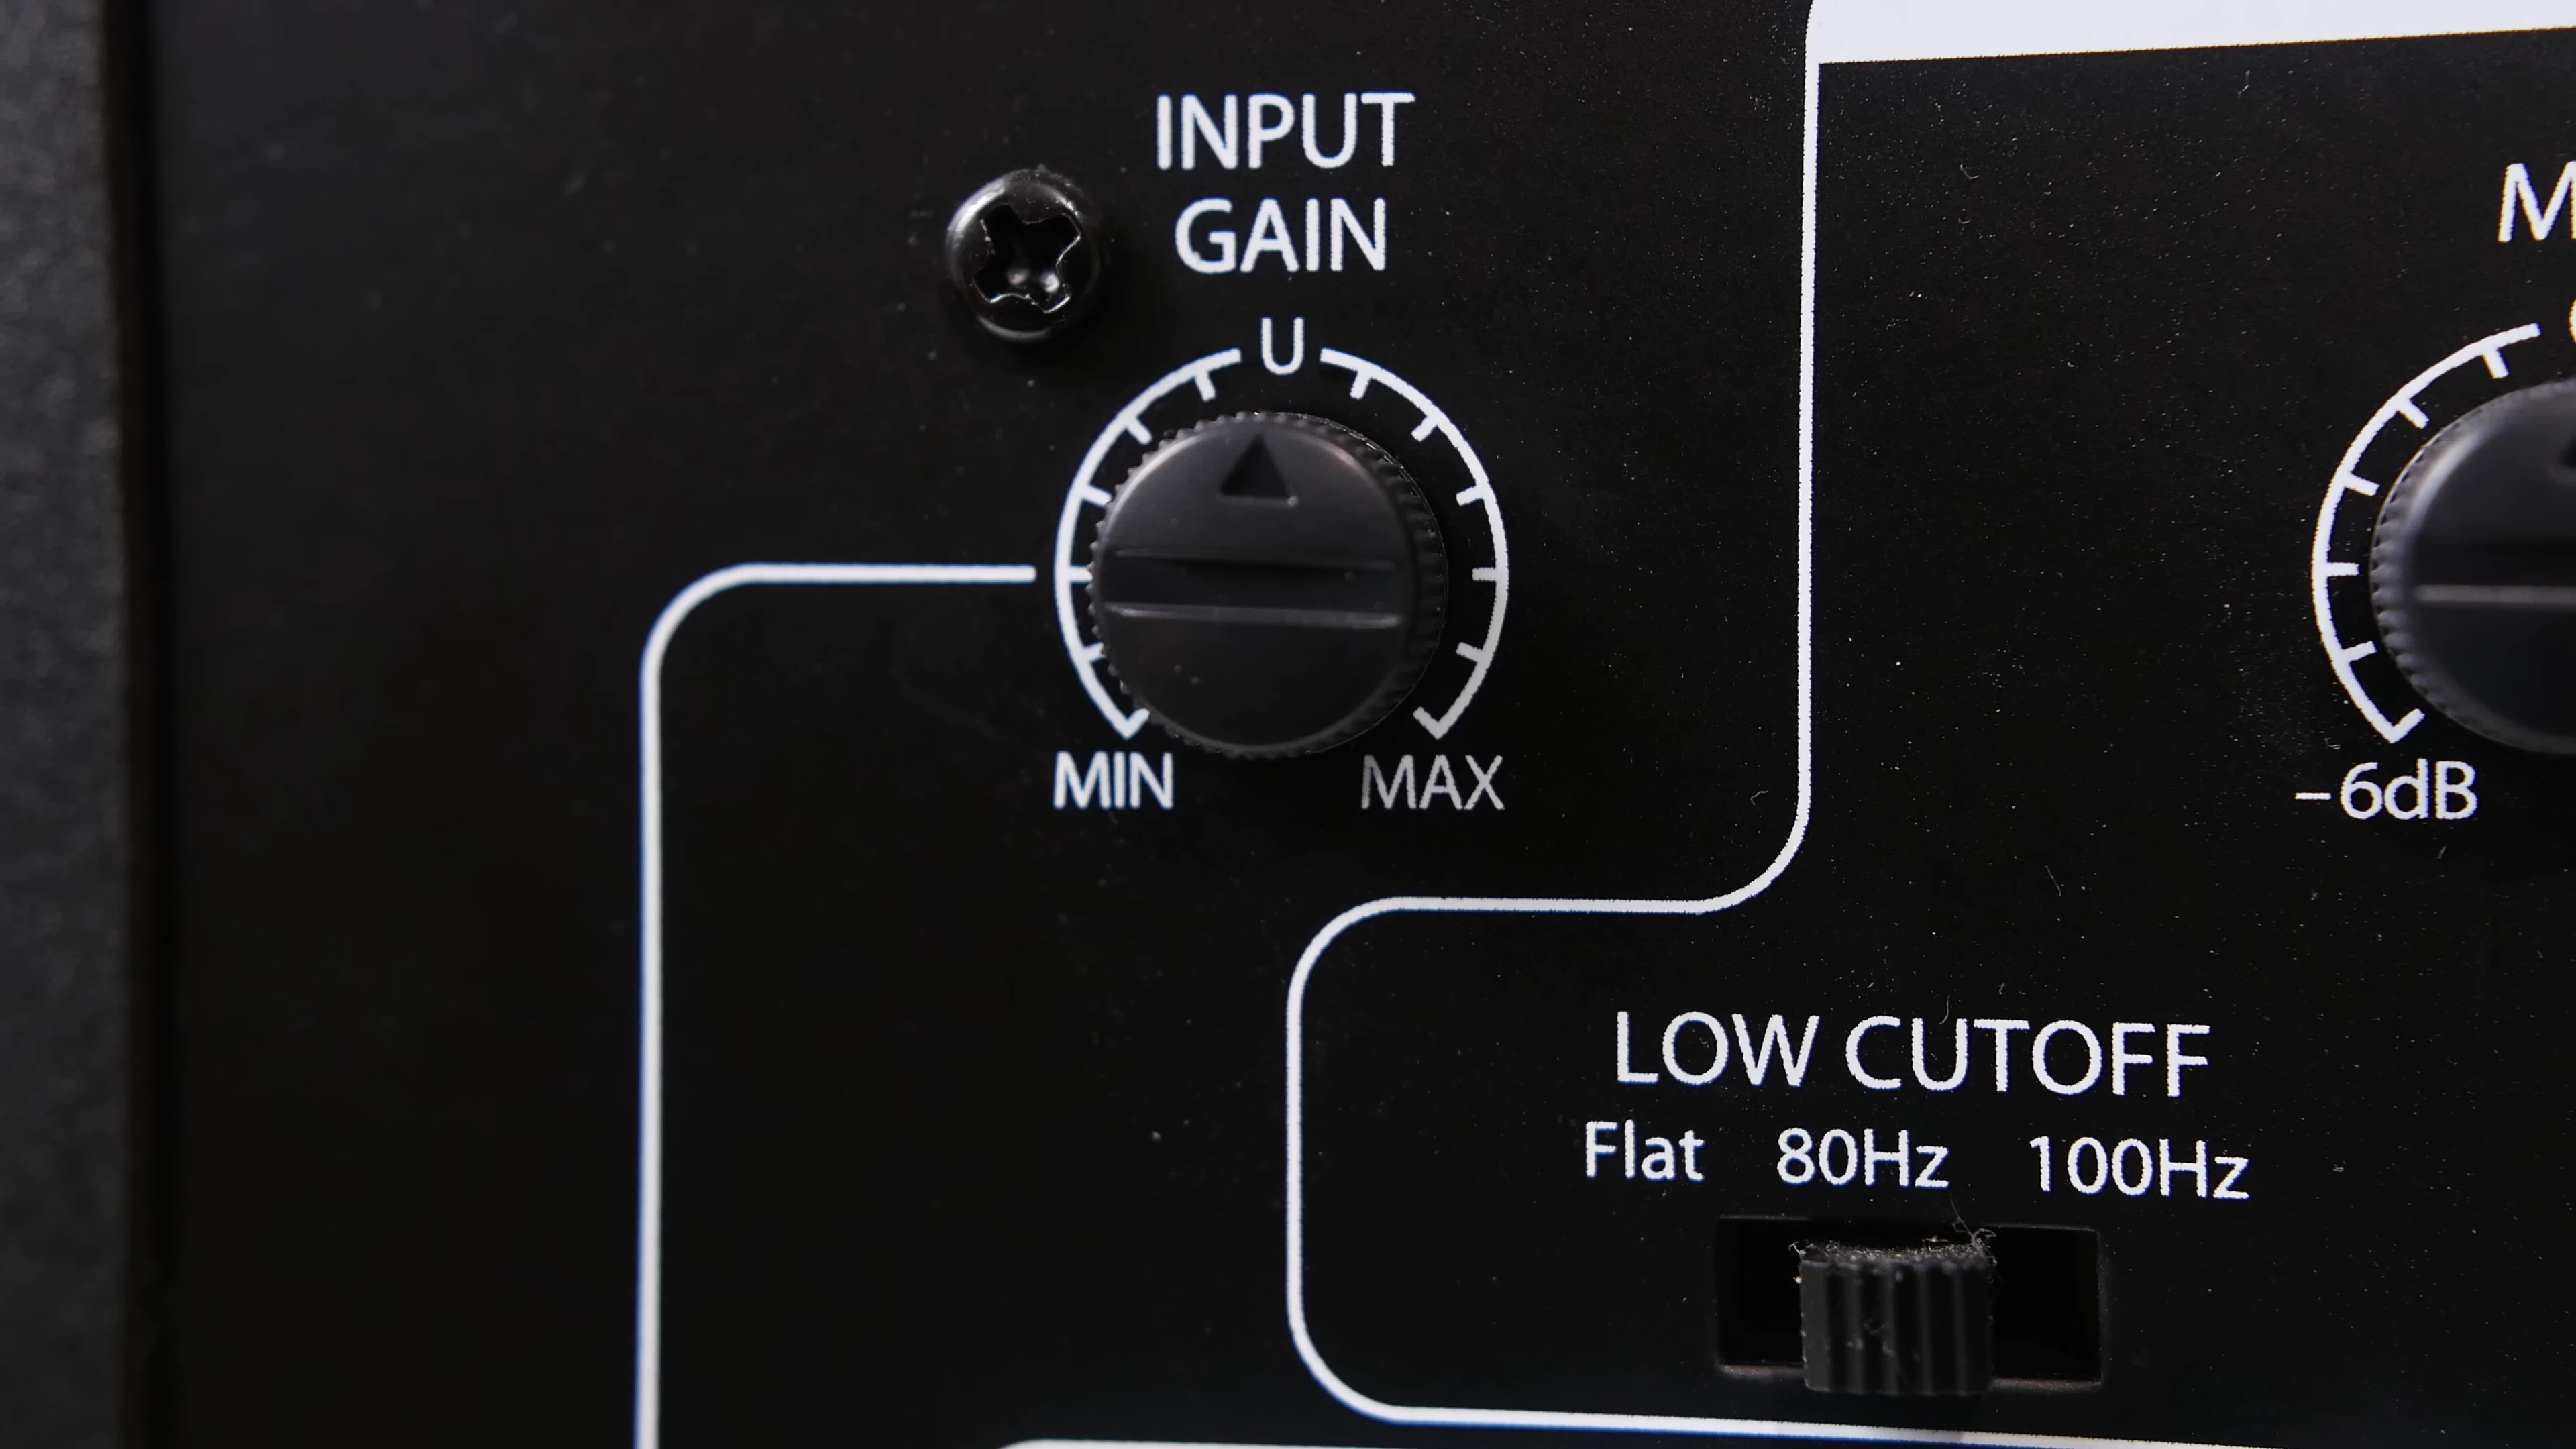 INPUT
GAIN
U
MIN MAX
M
−6dB
LOW CUTOFF
Flat 80Hz 100Hz